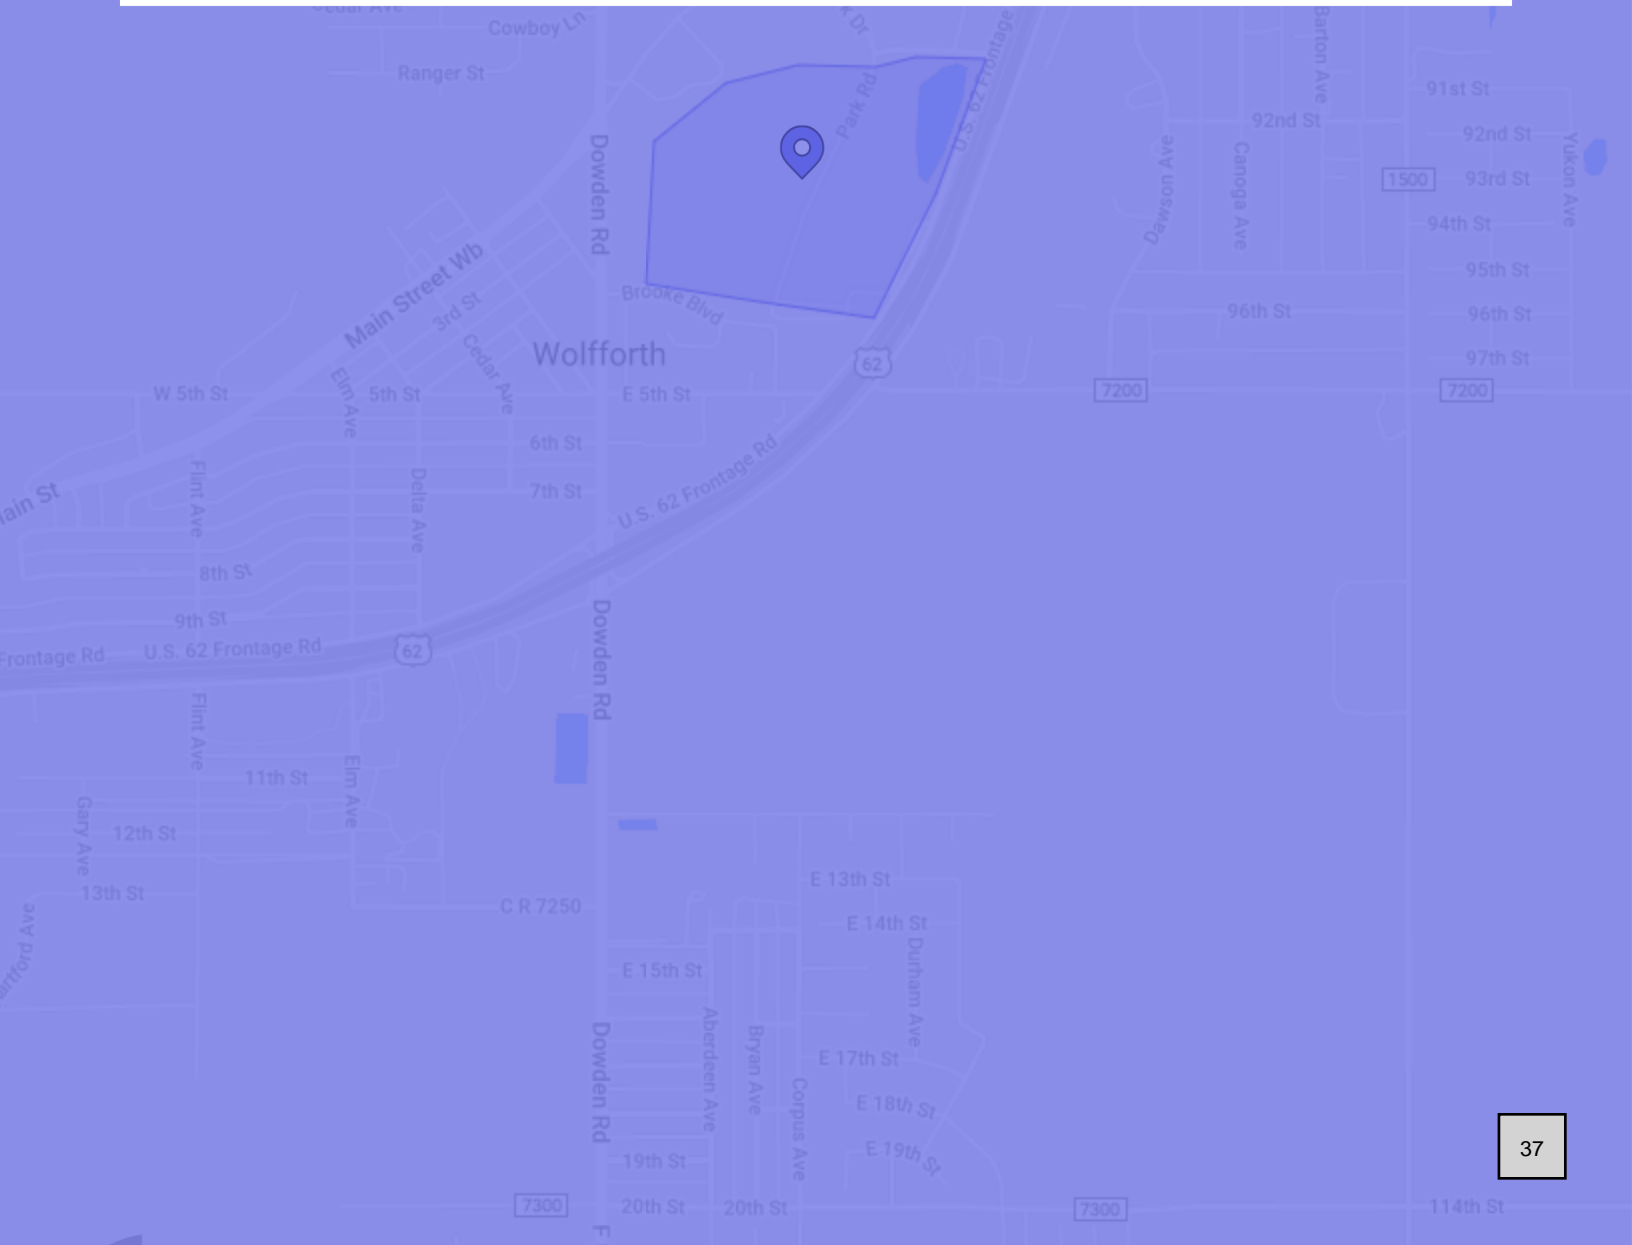 Cedar Ave
Cowboy Ln
Ranger St
k Dr
Park Rd
U.S. 62 Frontage
Barton Ave
91st St
92nd St
92nd St
Yukon Ave
1500
93rd St
Dowden Rd
Dawson Ave
Canoga Ave
94th St
Main Street Wb
95th St
3rd St
Brooke Blvd
96th St
96th St
Wolfforth
Cedar Ave
62
97th St
W 5th St
Elm Ave
5th St
E 5th St
7200
7200
6th St
Flint Ave
Delta Ave
7th St
U.S. 62 Frontage Rd
Main St
8th St
9th St
Frontage Rd
U.S. 62 Frontage Rd
62
Dowden Rd
Flint Ave
11th St
Elm Ave
Gary Ave
12th St
13th St
E 13th St
C R 7250
E 14th St
artford Ave
E 15th St
Durham Ave
Dowden Rd
Aberdeen Ave
Bryan Ave
E 17th St
Corpus Ave
E 18th St
E 19th St
37
19th St
7300
20th St
20th St
7300
114th St
F